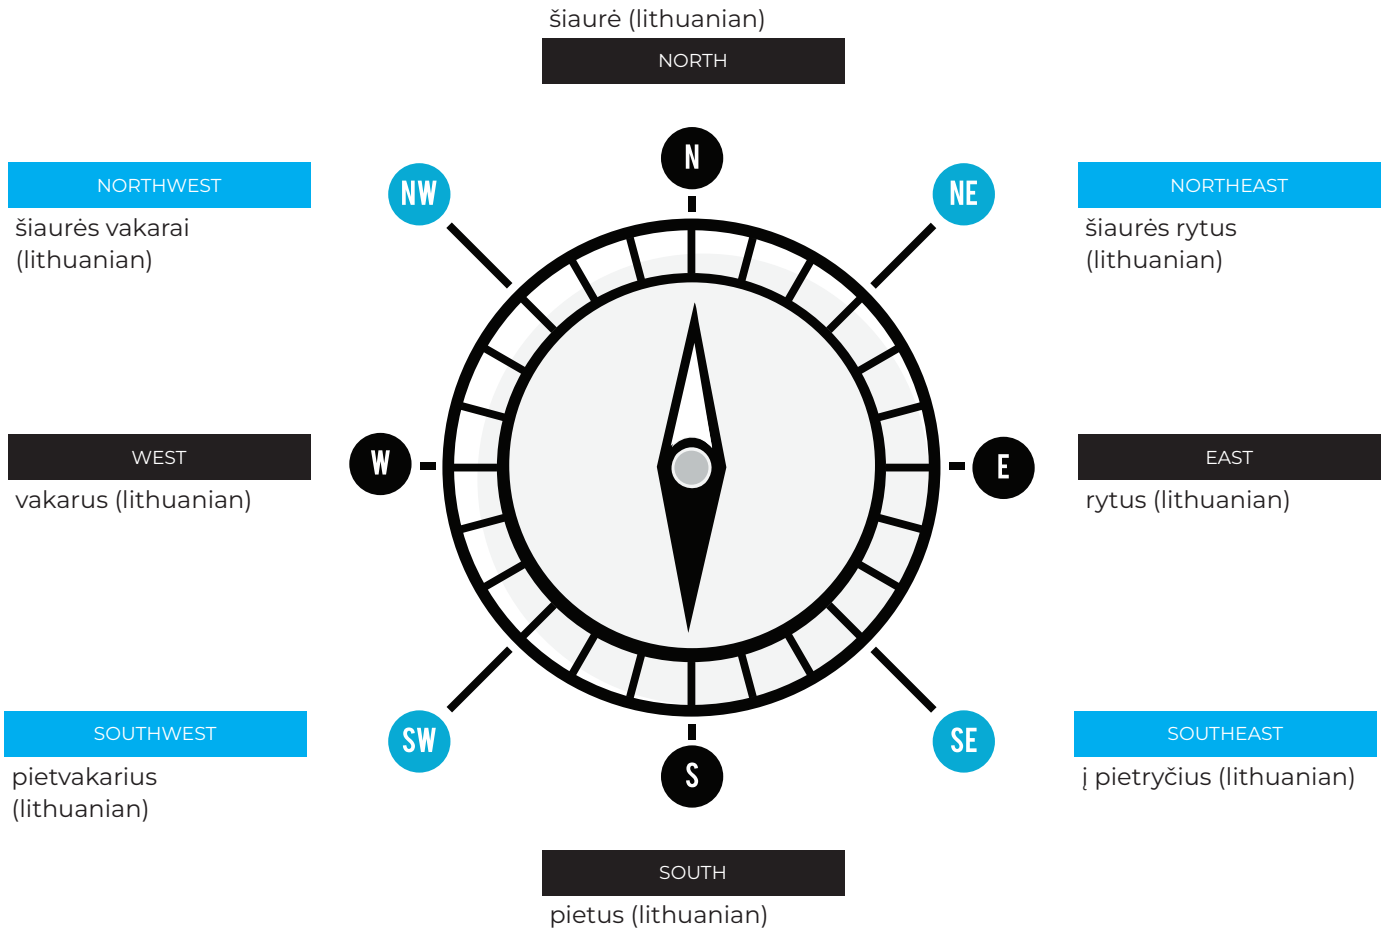 šiaurė (lithuanian)
NORTH
N
NORTHWEST
šiaurės vakarai
(lithuanian)
NW
NE
NORTHEAST
šiaurės rytus
(lithuanian)
WEST
vakarus (lithuanian)
W
E
EAST
rytus (lithuanian)
SOUTHWEST
pietvakarius
(lithuanian)
SW
SE
SOUTHEAST
į pietryčius (lithuanian)
S
SOUTH
pietus (lithuanian)